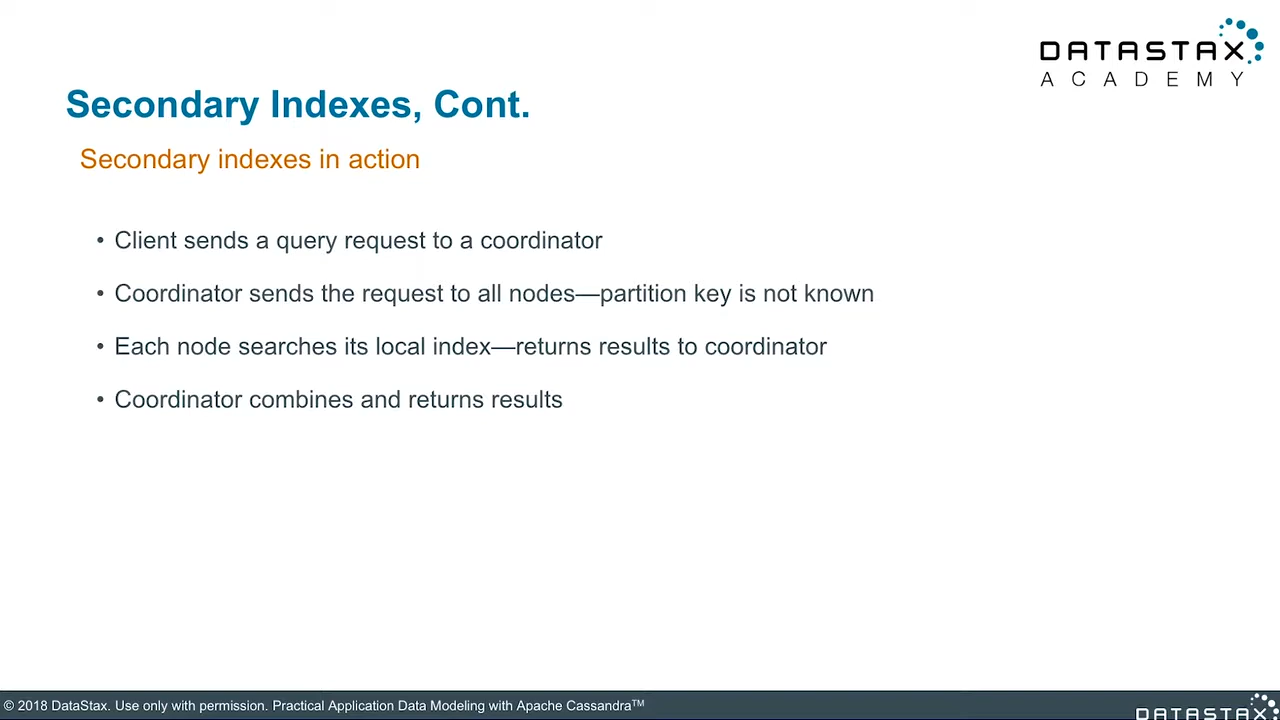 DATASTAX
ACADEMY
Secondary Indexes, Cont.
Secondary indexes in action
• Client sends a query request to a coordinator
• Coordinator sends the request to all nodes—partition key is not known
• Each node searches its local index—returns results to coordinator
• Coordinator combines and returns results
© 2018 DataStax. Use only with permission. Practical Application Data Modeling with Apache Cassandra™
DATASTAX